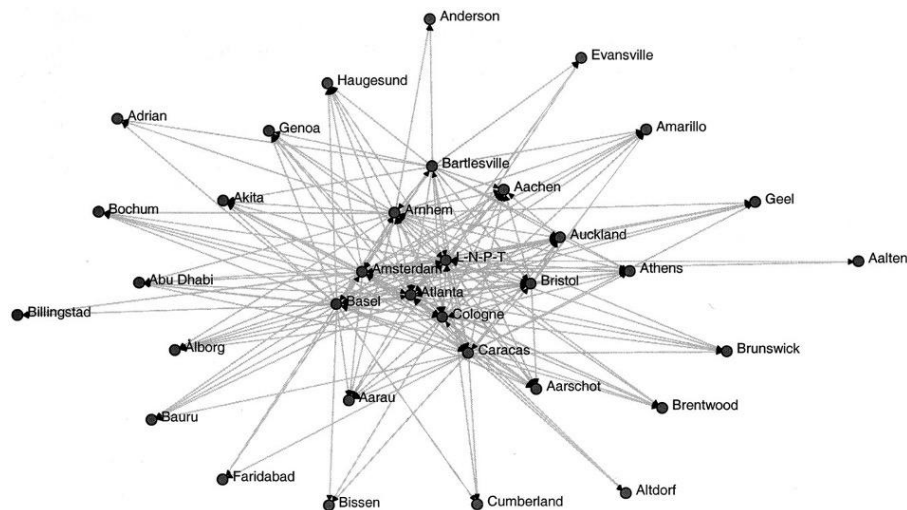 Anderson
Evansville
Haugesund
Adrian
Genoa
Amarillo
Bartlesville
Aachen
Akita
Geel
Bochum
Arnhem
Auckland
L-N-P-T
Aalten
Amsterdam
Athens
Abu Dhabi
Bristol
Atlanta
Basel
Billingstad
Cologne
Alborg
Caracas
Brunswick
Aarschot
Aarau
Brentwood
Bauru
Faridabad
Altdorf
Bissen
Cumberland